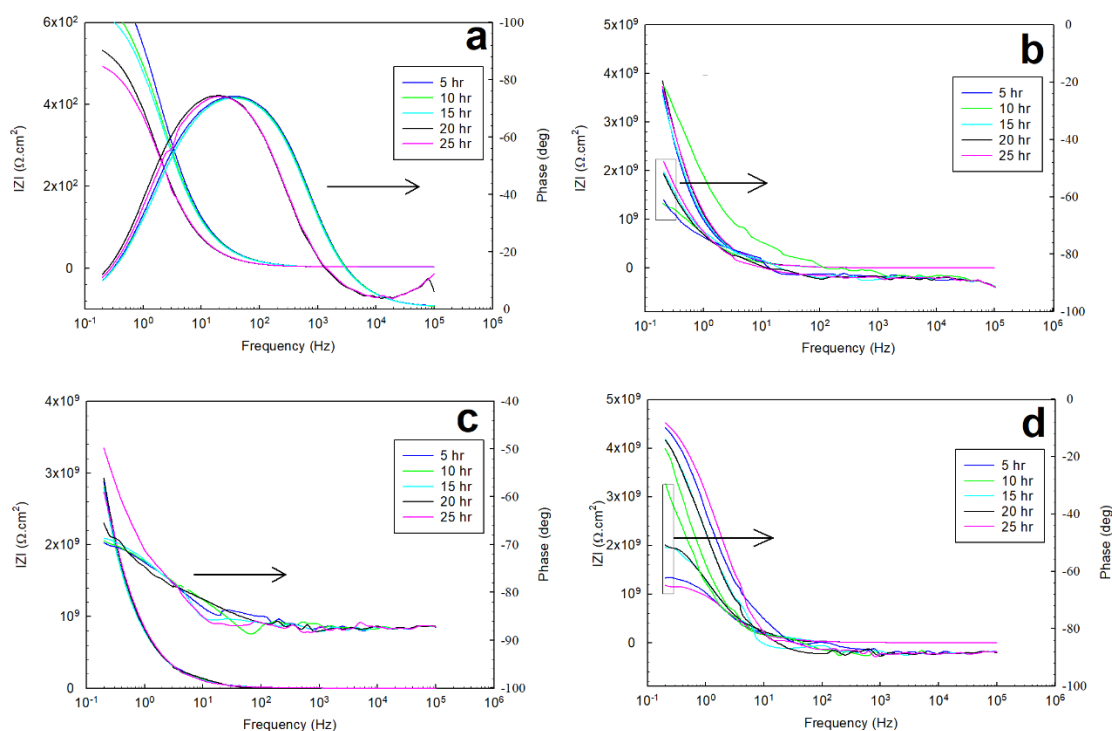 a
6x10²
4x10²
2x10²
0
IZI (Ω.cm²)
-100
-80
-60
-40
-20
0
Phase (deg)
5 hr
10 hr
15 hr
20 hr
25 hr
10⁻¹ 10⁰ 10¹ 10² 10³ 10⁴ 10⁵ 10⁶
Frequency (Hz)
b
5x10⁹
4x10⁹
3x10⁹
2x10⁹
10⁹
0
IZI (Ω.cm²)
0
-20
-40
-60
-80
-100
Phase (deg)
5 hr
10 hr
15 hr
20 hr
25 hr
10⁻¹ 10⁰ 10¹ 10² 10³ 10⁴ 10⁵ 10⁶
Frequency (Hz)
c
4x10⁹
3x10⁹
2x10⁹
10⁹
0
IZI (Ω.cm²)
-40
-50
-60
-70
-80
-90
-100
Phase (deg)
5 hr
10 hr
15 hr
20 hr
25 hr
10⁻¹ 10⁰ 10¹ 10² 10³ 10⁴ 10⁵ 10⁶
Frequency (Hz)
d
5x10⁹
4x10⁹
3x10⁹
2x10⁹
10⁹
0
IZI (Ω.cm²)
0
-20
-40
-60
-80
-100
Phase (deg)
5 hr
10 hr
15 hr
20 hr
25 hr
10⁻¹ 10⁰ 10¹ 10² 10³ 10⁴ 10⁵ 10⁶
Frequency (Hz)